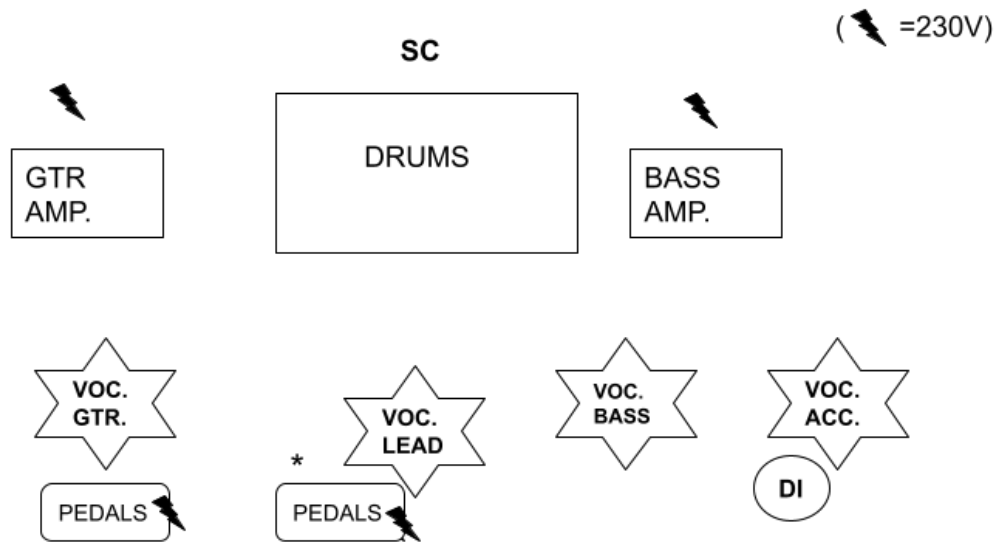 ( =230V)
SC
DRUMS
GTR
AMP.
BASS
AMP.
VOC.
GTR.
VOC.
LEAD
VOC.
BASS
VOC.
ACC.
*
PEDALS
PEDALS
DI